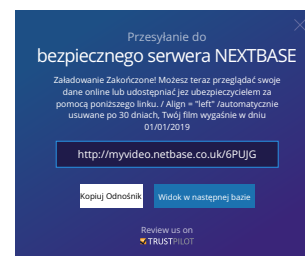 Przesyłanie do
bezpiecznego serwera NEXTBASE
Załadowanie Zakończone! Możesz teraz przeglądać swoje
dane online lub udostępniać jez ubezpieczycielem za
pomocą poniższego linku. / Align = "left" /automatycznie
usuwane po 30 dniach, Twój film wygaśnie w dniu
01/01/2019
http://myvideo.netbase.co.uk/6PUJG
Kopiuj Odnośnik
Widok w następnej bazie
Review us on
TRUSTPILOT